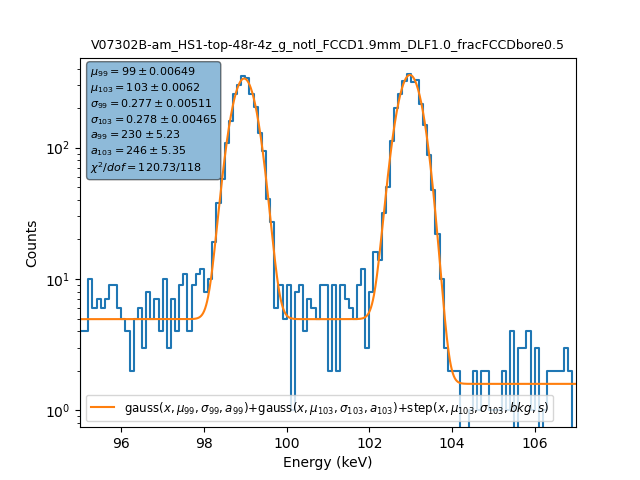 V07302B-am_HS1-top-48r-4z_g_notl_FCCD1.9mm_DLF1.0_fracFCCDbore0.5
μ₉₉ = 99 ± 0.00649
μ₁₀₃ = 103 ± 0.0062
σ₉₉ = 0.277 ± 0.00511
σ₁₀₃ = 0.278 ± 0.00465
a₉₉ = 230 ± 5.23
a₁₀₃ = 246 ± 5.35
χ²/dof = 120.73/118
10²
10¹
10⁰
Counts
gauss(x, μ₉₉, σ₉₉, a₉₉)+gauss(x, μ₁₀₃, σ₁₀₃, a₁₀₃)+step(x, μ₁₀₃, σ₁₀₃, bkg, s)
96 98 100 102 104 106
Energy (keV)